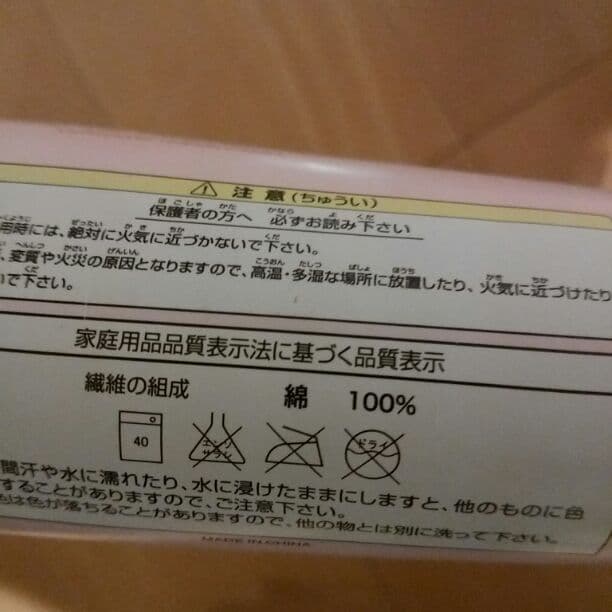 ⚠ 注意(ちゅうい)
保護者の方へ 必ずお読み下さい
用時には、絶対に火気に近づかないで下さい。
変質や火災の原因となりますので、高温・多湿な場所に放置したり、火気に近づけたり
いで下さい。
家庭用品品質表示法に基づく品質表示
繊維の組成 綿 100%
40 エンソ サラシ ドライ
間汗や水に濡れたり、水に浸けたままにしますと、他のものに色
することがありますので、ご注意下さい。
色は色が落ちることがありますので、他の物とは別に洗って下さい。
MADE IN CHINA